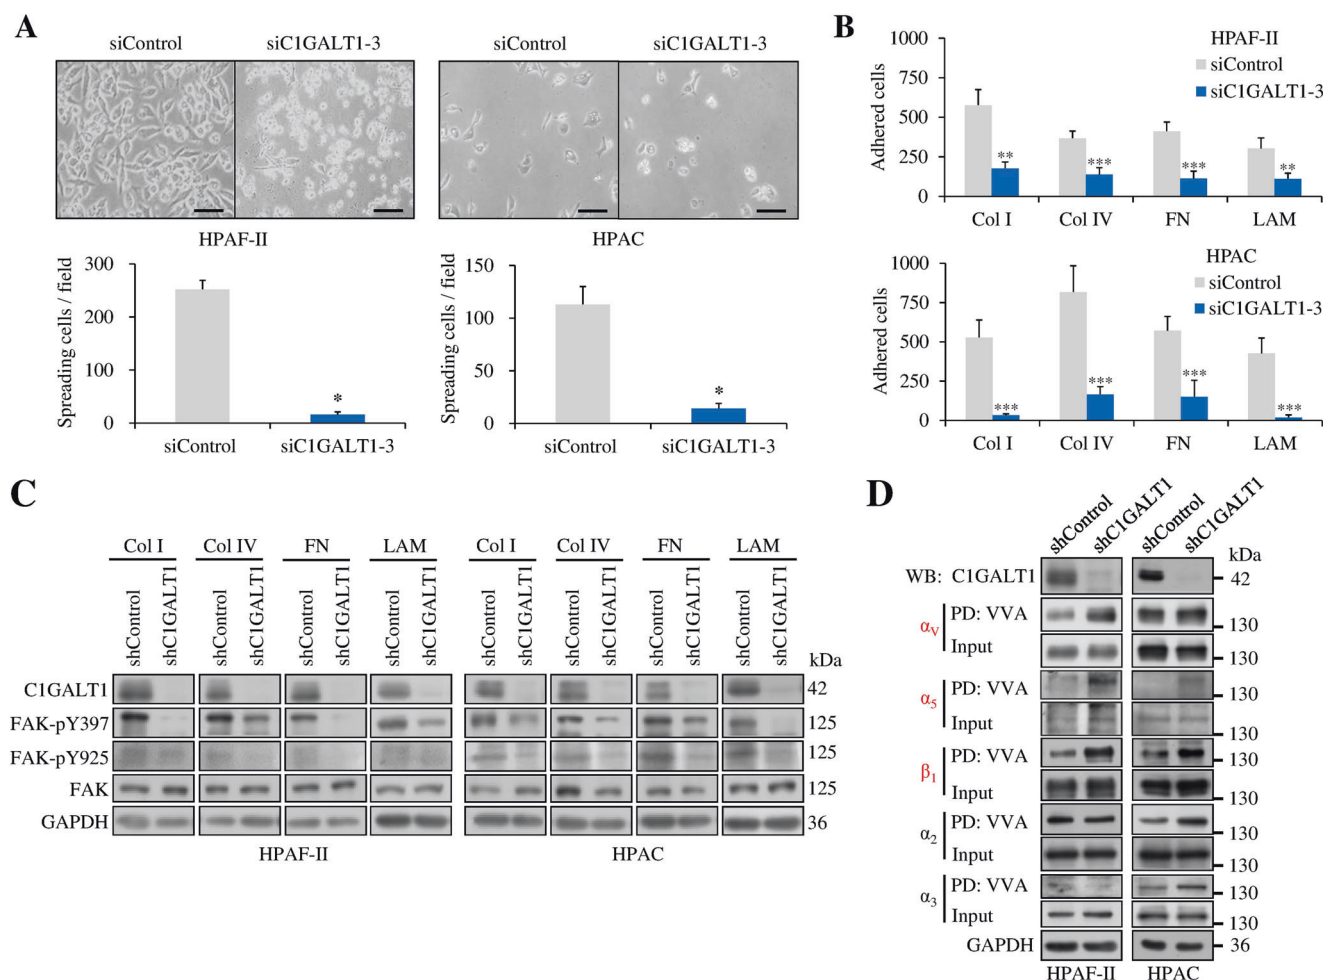 A
siControl siC1GALT1-3
siControl siC1GALT1-3
HPAF-II
HPAC
Spreading cells / field
300
200
100
0
*
siControl siC1GALT1-3
Spreading cells / field
150
100
50
0
*
siControl siC1GALT1-3
B
HPAF-II
siControl
siC1GALT1-3
Adhered cells
1000
750
500
250
0
** *** *** **
Col I Col IV FN LAM
HPAC
siControl
siC1GALT1-3
Adhered cells
1000
750
500
250
0
*** *** *** ***
Col I Col IV FN LAM
C
Col I Col IV FN LAM Col I Col IV FN LAM
shControl shC1GALT1 shControl shC1GALT1 shControl shC1GALT1 shControl shC1GALT1 shControl shC1GALT1 shControl shC1GALT1 shControl shC1GALT1 shControl shC1GALT1
kDa
C1GALT1 42
FAK-pY397 125
FAK-pY925 125
FAK 125
GAPDH 36
HPAF-II HPAC
D
shControl shC1GALT1 shControl shC1GALT1
kDa
WB: C1GALT1 42
αV PD: VVA 130
Input 130
α5 PD: VVA 130
Input 130
β1 PD: VVA 130
Input 130
α2 PD: VVA 130
Input 130
α3 PD: VVA 130
Input 130
GAPDH 36
HPAF-II HPAC